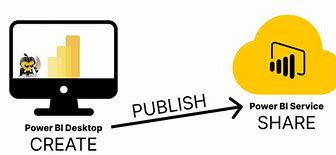 PUBLISH
Power BI Desktop
CREATE
Power BI Service
SHARE